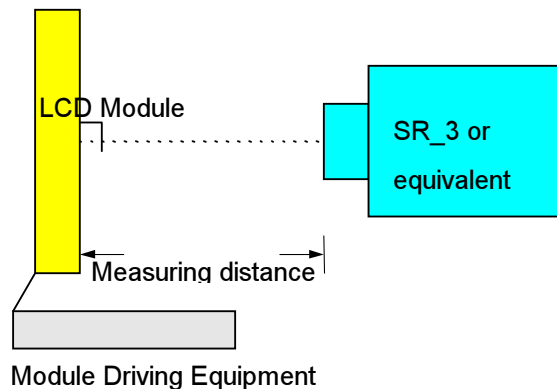 LCD Module
SR_3 or
equivalent
Measuring distance
Module Driving Equipment